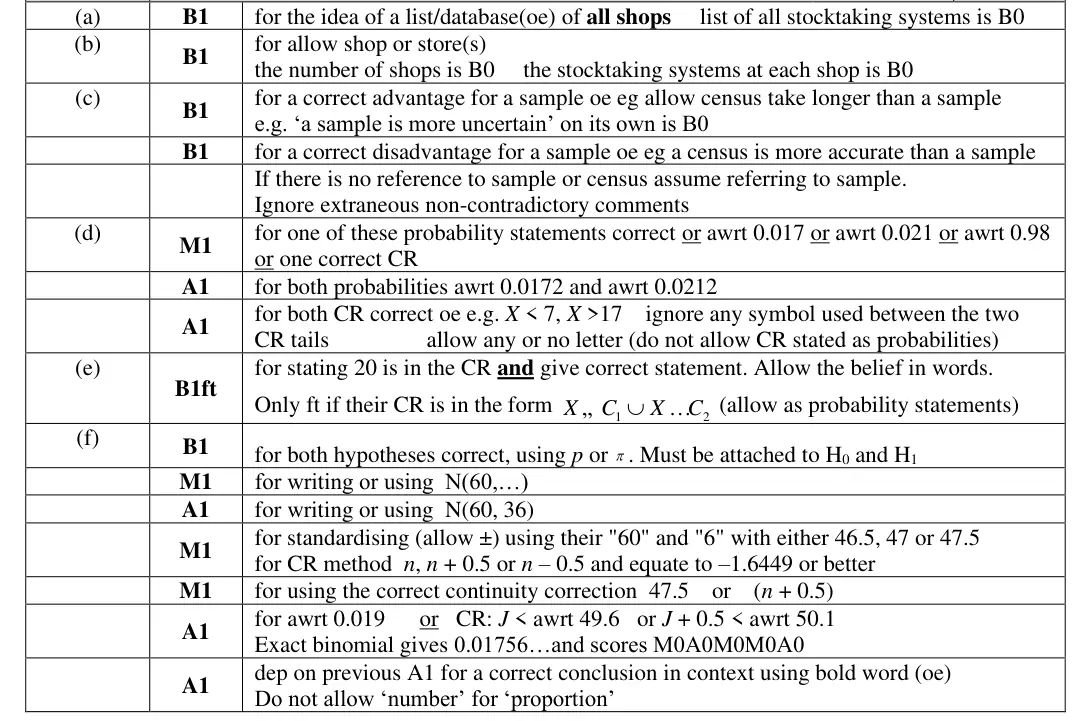 (a) B1 for the idea of a list/database(oe) of all shops list of all stocktaking systems is B0
(b) B1 for allow shop or store(s)
the number of shops is B0 the stocktaking systems at each shop is B0
(c) B1 for a correct advantage for a sample oe eg allow census take longer than a sample
e.g. ‘a sample is more uncertain’ on its own is B0
B1 for a correct disadvantage for a sample oe eg a census is more accurate than a sample
If there is no reference to sample or census assume referring to sample.
Ignore extraneous non-contradictory comments
(d) M1 for one of these probability statements correct or awrt 0.017 or awrt 0.021 or awrt 0.98
or one correct CR
A1 for both probabilities awrt 0.0172 and awrt 0.0212
A1 for both CR correct oe e.g. X < 7, X >17 ignore any symbol used between the two
CR tails allow any or no letter (do not allow CR stated as probabilities)
(e) B1ft for stating 20 is in the CR and give correct statement. Allow the belief in words.
Only ft if their CR is in the form X ,, C₁ ∪ X …C₂ (allow as probability statements)
(f) B1 for both hypotheses correct, using p or π . Must be attached to H₀ and H₁
M1 for writing or using N(60,…)
A1 for writing or using N(60, 36)
M1 for standardising (allow ±) using their "60" and "6" with either 46.5, 47 or 47.5
for CR method n, n + 0.5 or n – 0.5 and equate to –1.6449 or better
M1 for using the correct continuity correction 47.5 or (n + 0.5)
A1 for awrt 0.019 or CR: J < awrt 49.6 or J + 0.5 < awrt 50.1
Exact binomial gives 0.01756…and scores M0A0M0M0A0
A1 dep on previous A1 for a correct conclusion in context using bold word (oe)
Do not allow ‘number’ for ‘proportion’